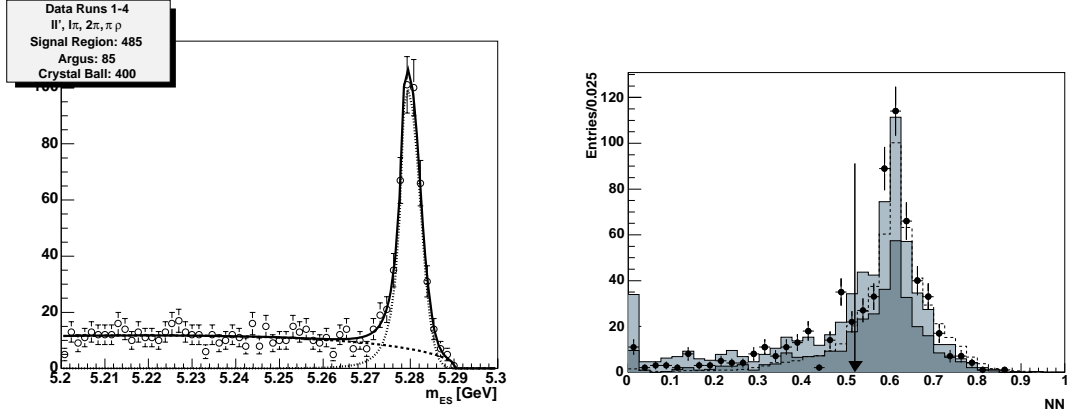 Data Runs 1-4
ll', lπ, 2π, π ρ
Signal Region: 485
Argus: 85
Crystal Ball: 400
100
80
60
40
20
0
5.2 5.21 5.22 5.23 5.24 5.25 5.26 5.27 5.28 5.29 5.3
mES [GeV]
Entries/0.025
120
100
80
60
40
20
0
0 0.1 0.2 0.3 0.4 0.5 0.6 0.7 0.8 0.9 1
NN